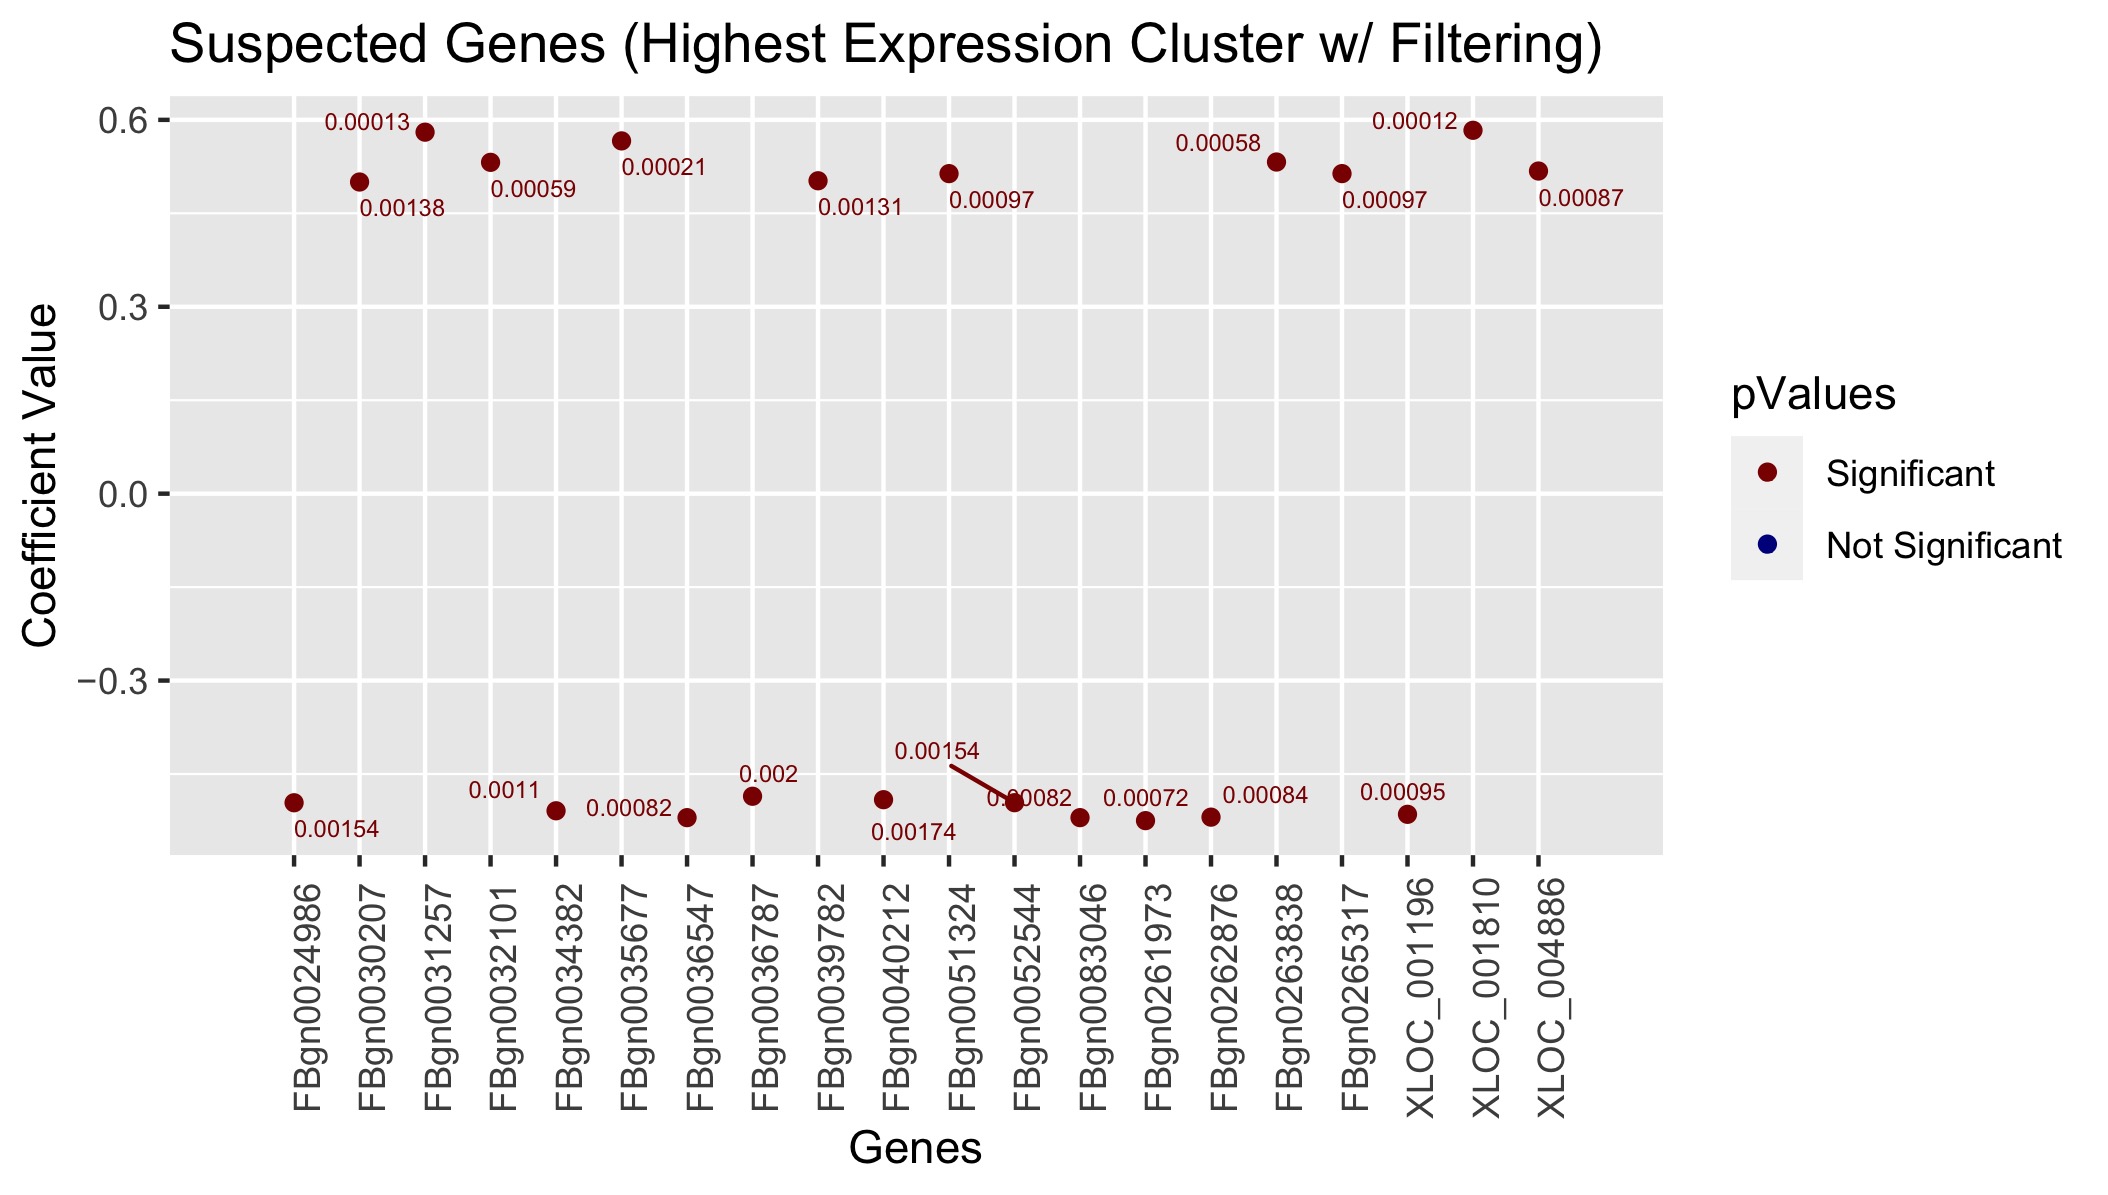 Suspected Genes (Highest Expression Cluster w/ Filtering)
Coefficient Value
0.6
0.3
0.0
−0.3
0.00013
0.00138
0.00059
0.00021
0.00131
0.00097
0.00058
0.00097
0.00012
0.00087
0.00154
0.0011
0.00082
0.002
0.00174
0.00154
0.00082
0.00072
0.00084
0.00095
FBgn0024986
FBgn0030207
FBgn0031257
FBgn0032101
FBgn0034382
FBgn0035677
FBgn0036547
FBgn0036787
FBgn0039782
FBgn0040212
FBgn0051324
FBgn0052544
FBgn0083046
FBgn0261973
FBgn0262876
FBgn0263838
FBgn0265317
XLOC_001196
XLOC_001810
XLOC_004886
Genes
pValues
Significant
Not Significant